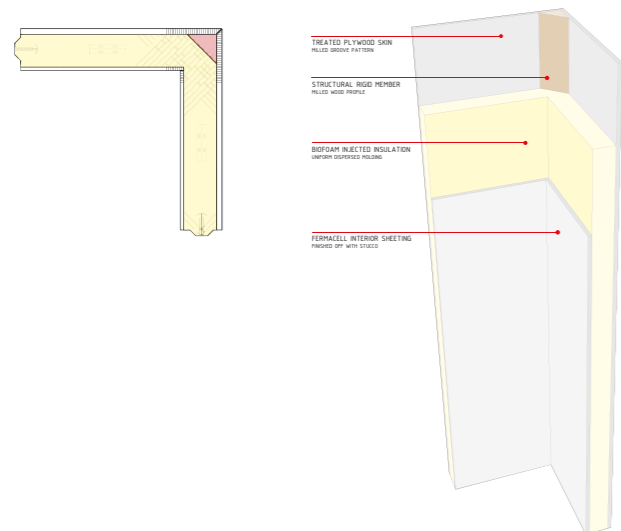 TREATED PLYWOOD SKIN
MILLED GROOVE PATTERN
STRUCTURAL RIGID MEMBER
MILLED WOOD PROFILE
BIOFOAM INJECTED INSULATION
UNIFORM DISPERSED MOLDING
FERMACELL INTERIOR SHEETING
FINISHED OFF WITH STUCCO